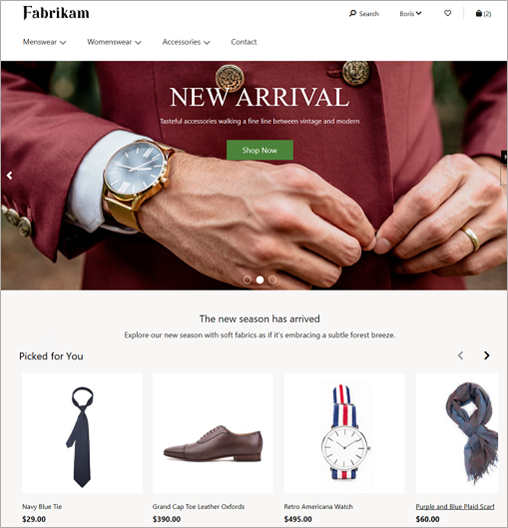 Fabrikam
Search
Boris
(2)
Menswear
Womenswear
Accessories
Contact
NEW ARRIVAL
Tasteful accessories walking a fine line between vintage and modern
Shop Now
The new season has arrived
Explore our new season with soft fabrics as if it's embracing a subtle forest breeze.
Picked for You
Navy Blue Tie
$29.00
Grand Cap Toe Leather Oxfords
$390.00
Retro Americana Watch
$495.00
Purple and Blue Plaid Scarf
$60.00